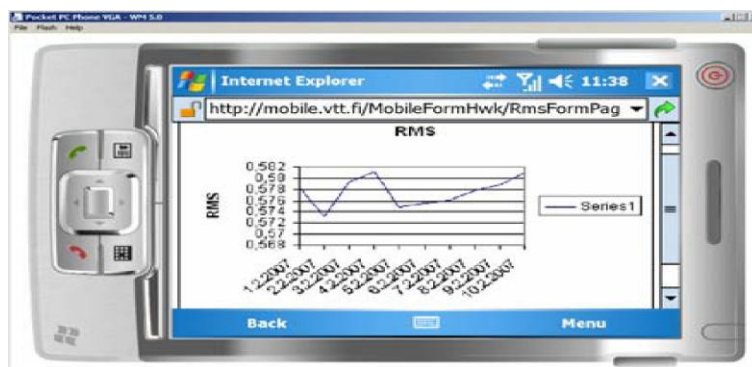 Pocket PC Phone VGA - WM 5.0
File Flash Help
Internet Explorer 11:38
http://mobile.vtt.fi/MobileFormHwk/RmsFormPag
RMS
0,582
0,58
0,578
0,576
0,574
0,572
0,57
0,568
RMS
Series1
1.2.2007
2.2.2007
3.2.2007
4.2.2007
5.2.2007
6.2.2007
7.2.2007
8.2.2007
9.2.2007
10.2.2007
Back Menu